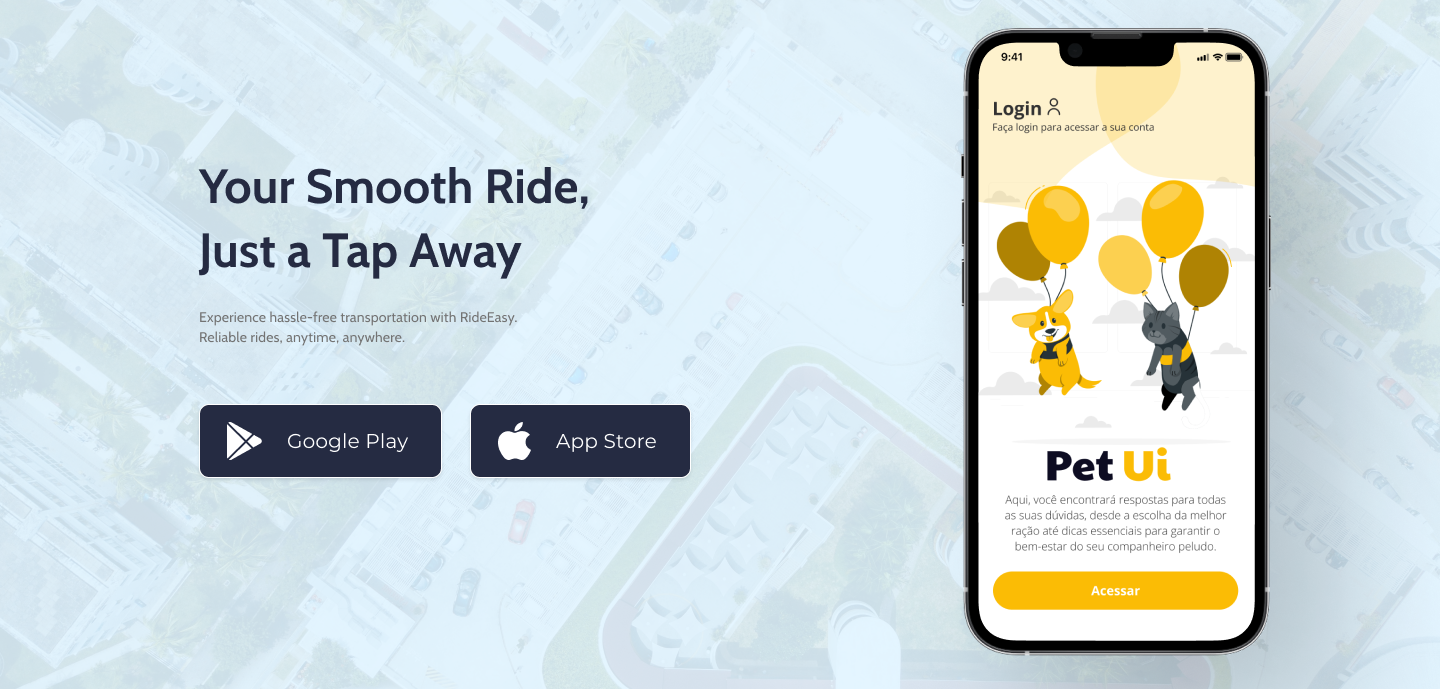 Your Smooth Ride,
Just a Tap Away
Experience hassle-free transportation with RideEasy.
Reliable rides, anytime, anywhere.
Google Play
App Store
9:41
Login
Faça login para acessar a sua conta
Pet Ui
Aqui, você encontrará respostas para todas
as suas dúvidas, desde a escolha da melhor
ração até dicas essenciais para garantir o
bem-estar do seu companheiro peludo.
Acessar